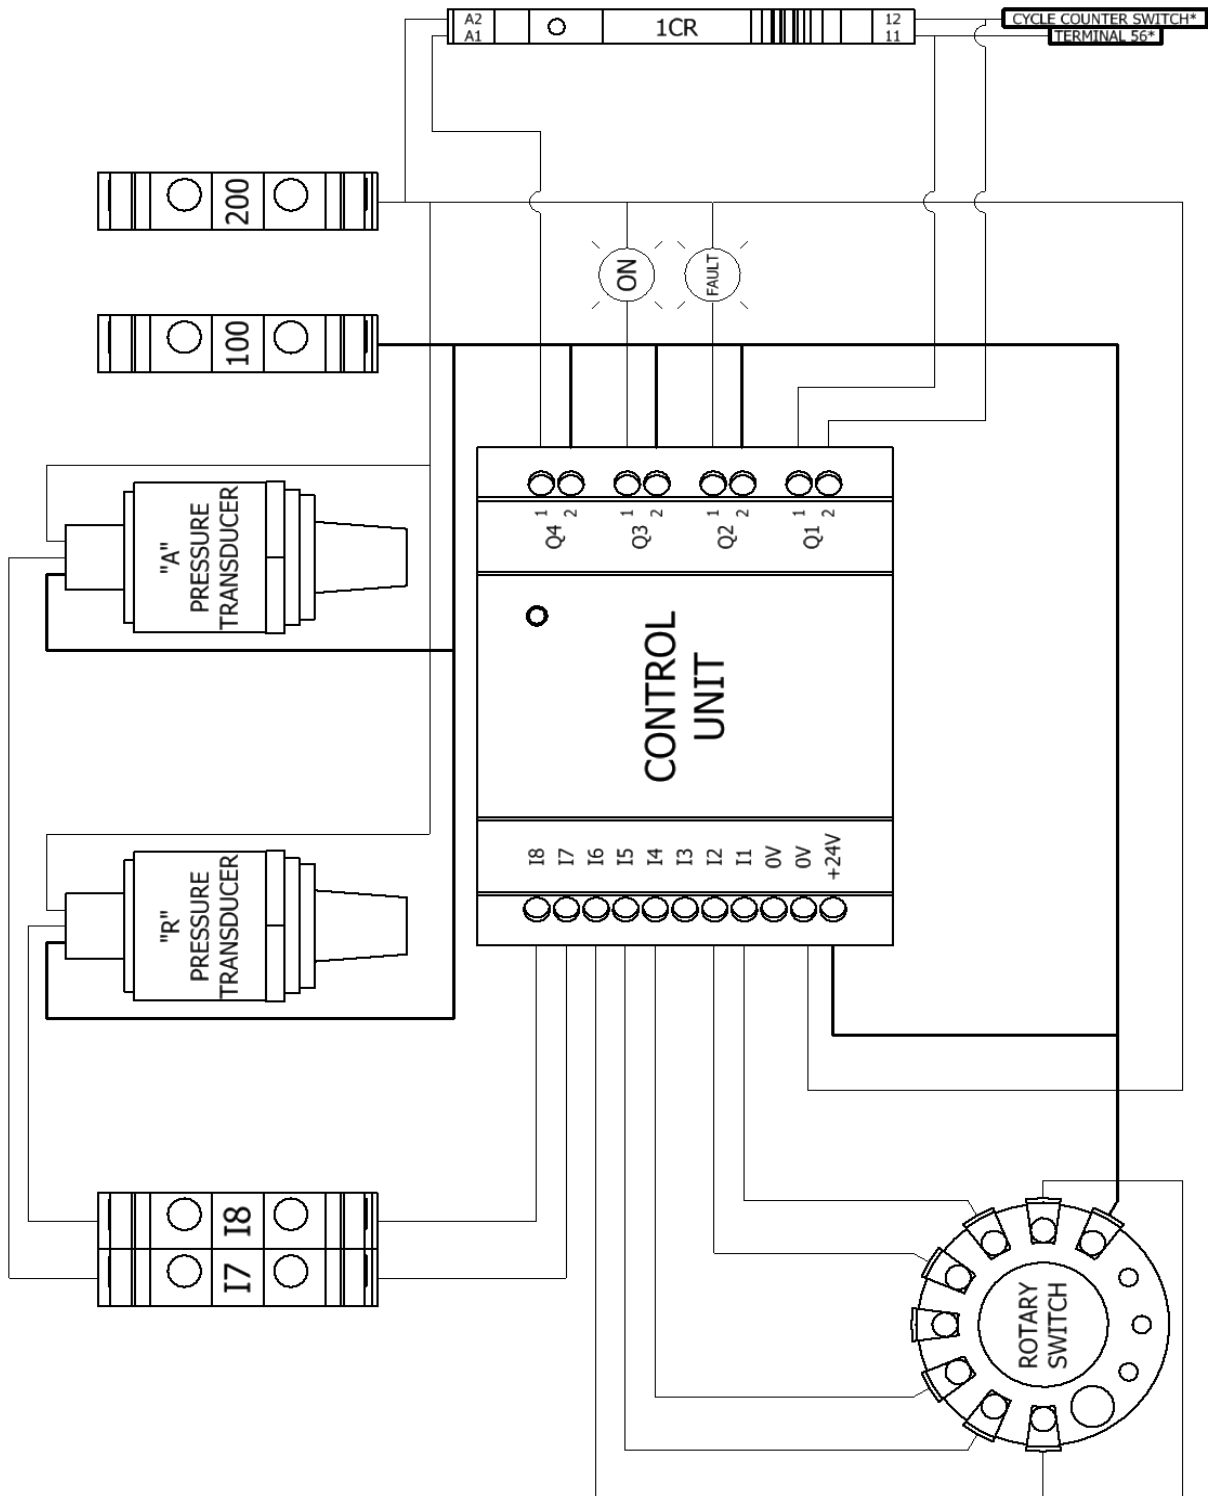 A2
A1
1CR
12
11
CYCLE COUNTER SWITCH*
TERMINAL 56*
200
100
ON
FAULT
"A"
PRESSURE
TRANSDUCER
1 2 1 2 1 2 1 2
Q4 Q3 Q2 Q1
CONTROL
UNIT
I8 I7 I6 I5 I4 I3 I2 I1 0V 0V +24V
"R"
PRESSURE
TRANSDUCER
I8
I7
ROTARY
SWITCH